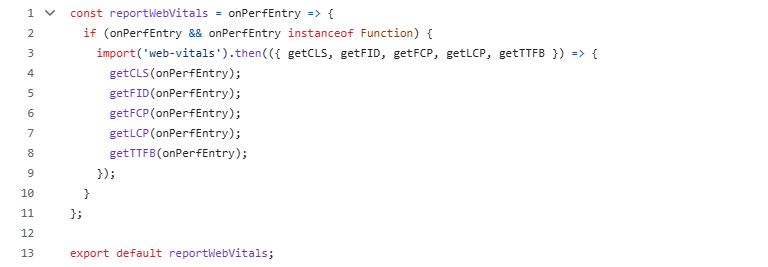 1 const reportWebVitals = onPerfEntry => {
2   if (onPerfEntry && onPerfEntry instanceof Function) {
3     import('web-vitals').then(({ getCLS, getFID, getFCP, getLCP, getTTFB }) => {
4       getCLS(onPerfEntry);
5       getFID(onPerfEntry);
6       getFCP(onPerfEntry);
7       getLCP(onPerfEntry);
8       getTTFB(onPerfEntry);
9     });
10   }
11 };
12
13 export default reportWebVitals;